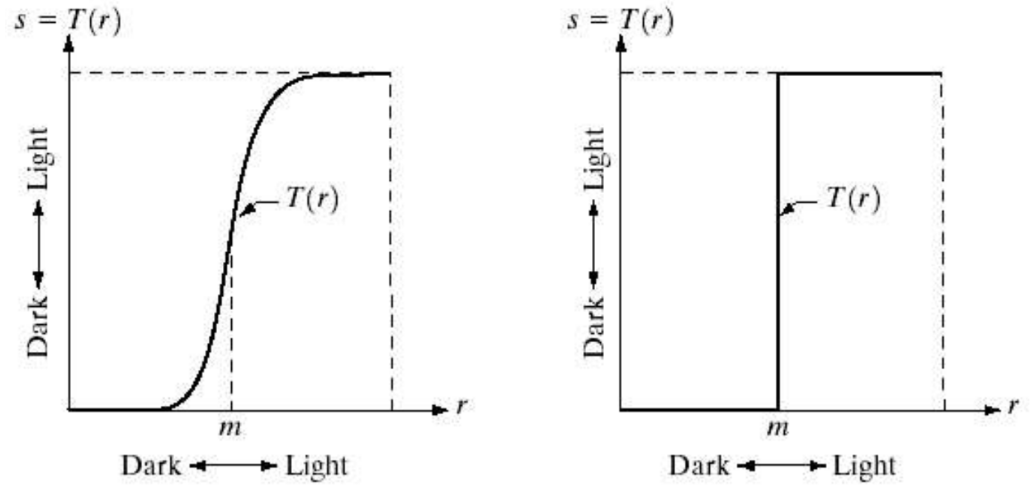 s = T(r)
Light
Dark
T(r)
m
r
Dark
Light
s = T(r)
Light
Dark
T(r)
m
r
Dark
Light